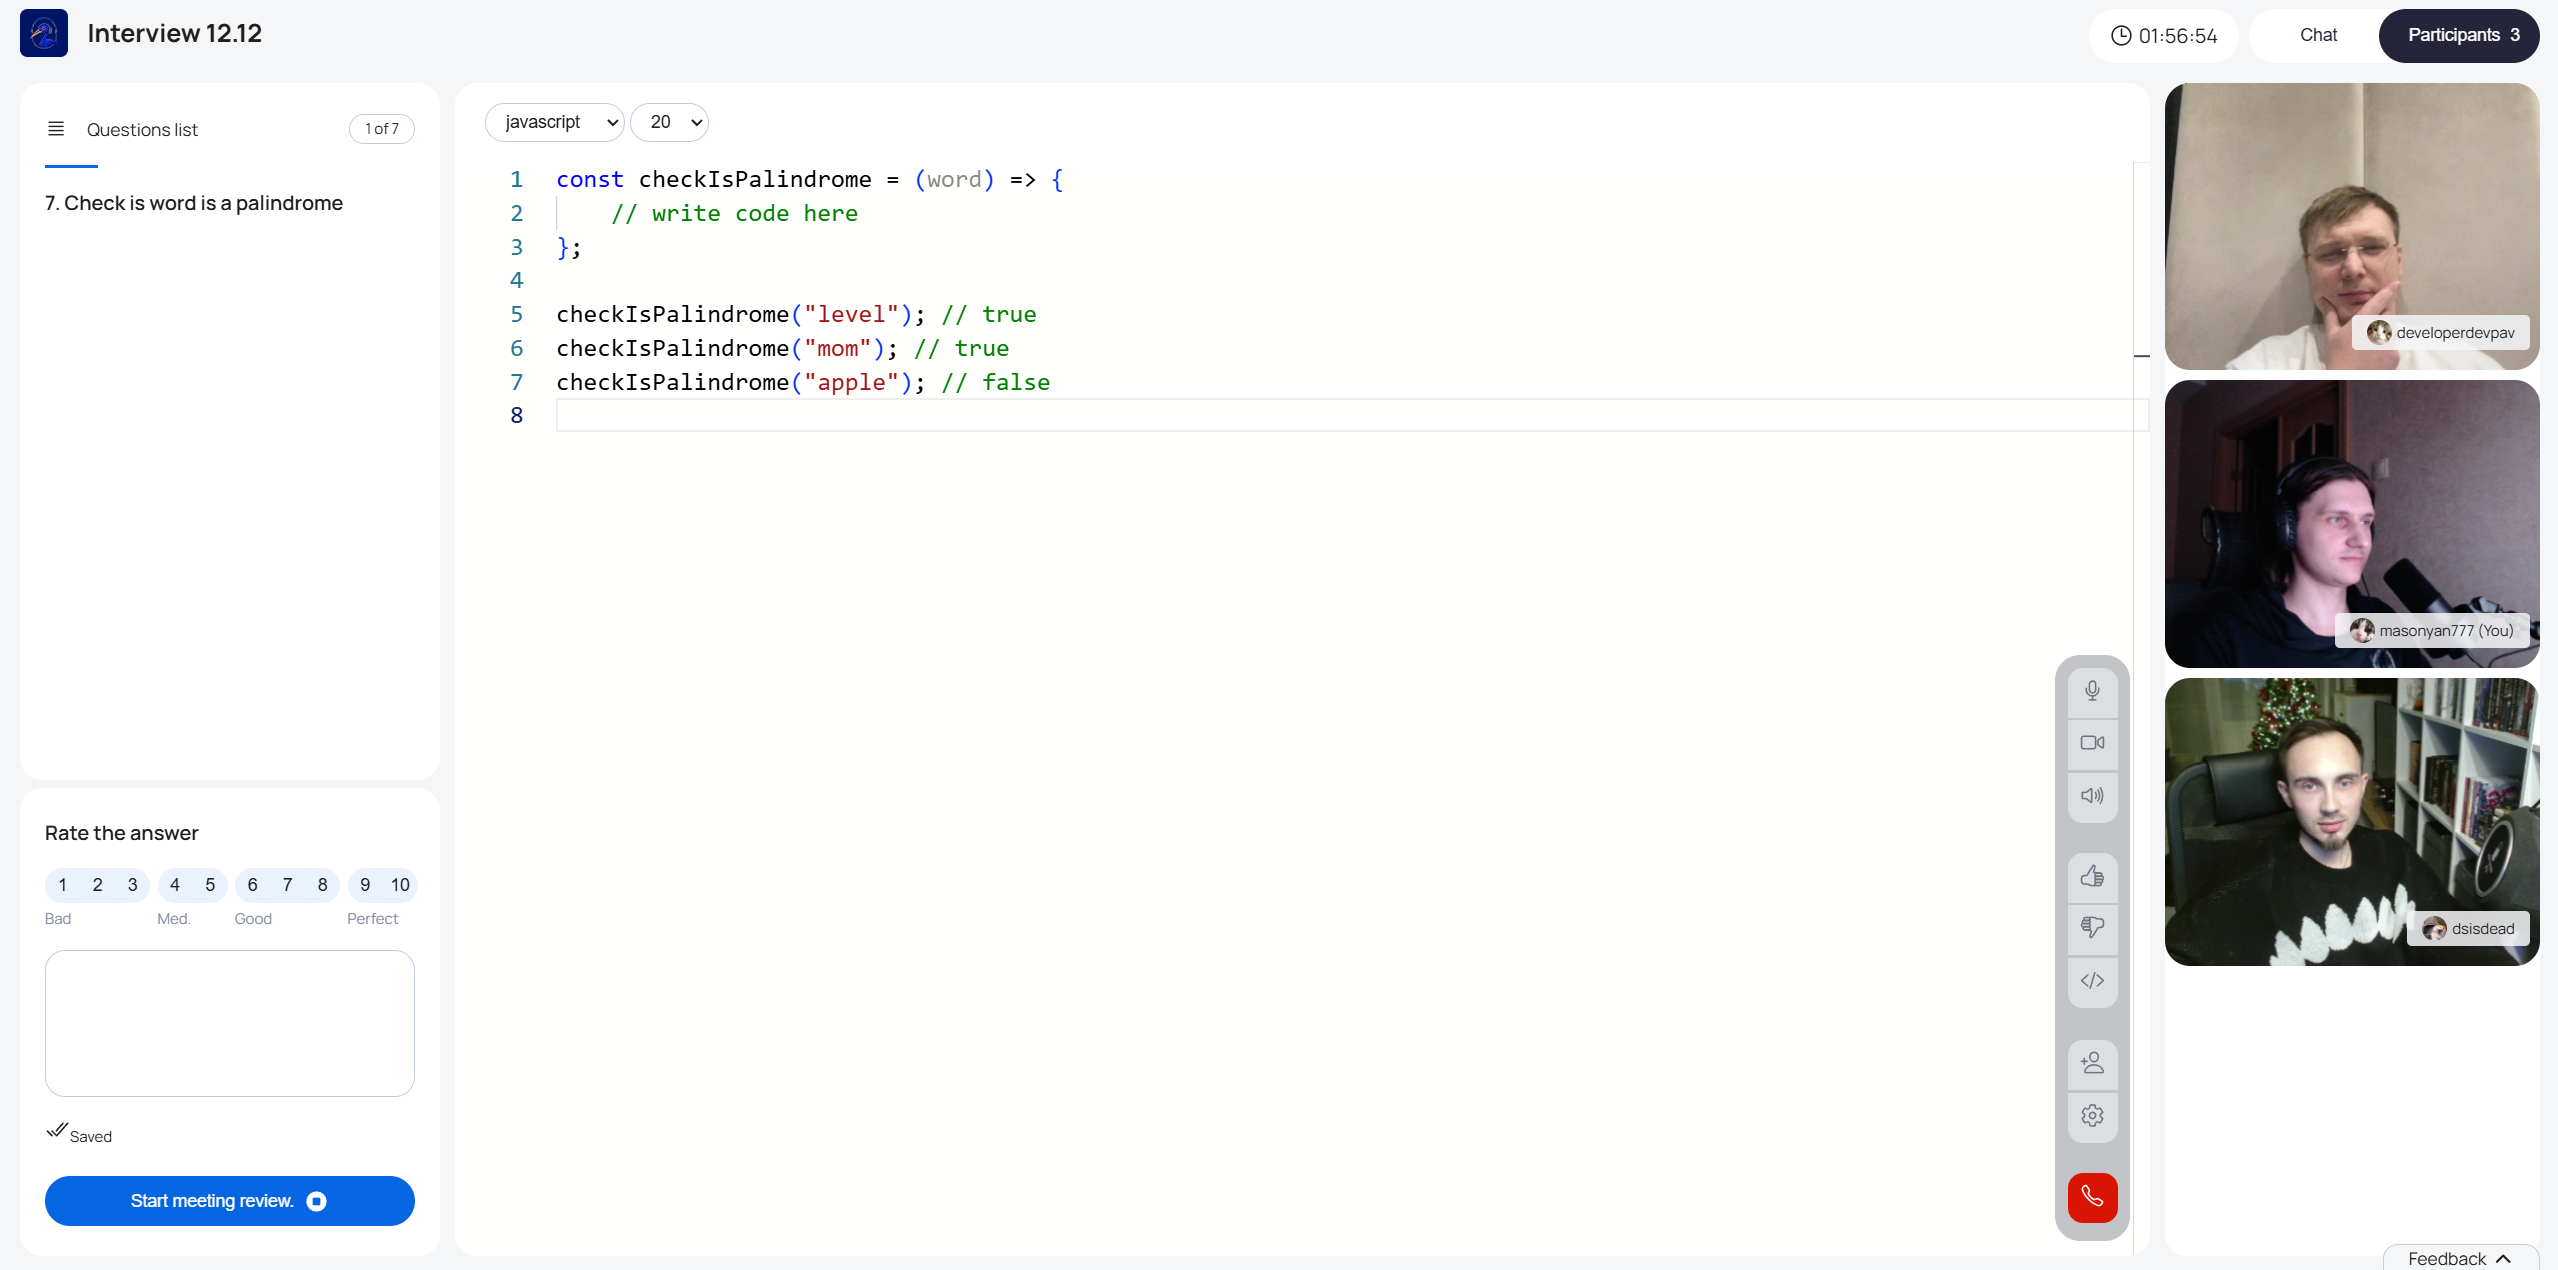 Interview 12.12
01:56:54
Chat
Participants 3
Questions list
1 of 7
7. Check is word is a palindrome
javascript
20
1 const checkIsPalindrome = (word) => {
2 // write code here
3 };
4
5 checkIsPalindrome("level"); // true
6 checkIsPalindrome("mom"); // true
7 checkIsPalindrome("apple"); // false
8
developerdevpav
masonyan777 (You)
dsisdead
Rate the answer
1 2 3 4 5 6 7 8 9 10
Bad Med. Good Perfect
Saved
Start meeting review.
</>
Feedback